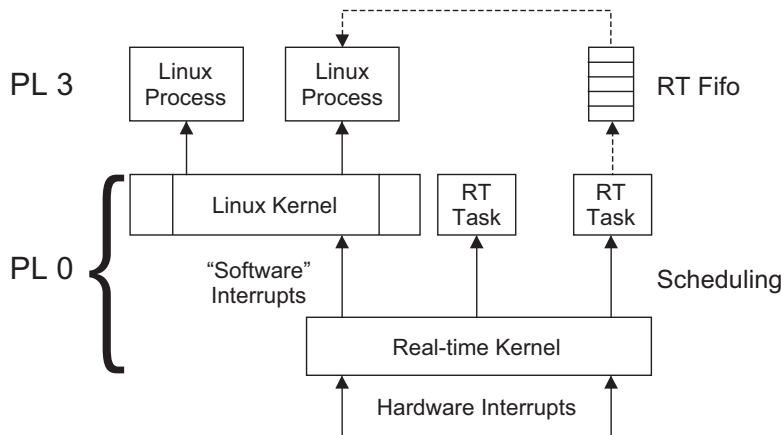 PL 3
Linux
Process
Linux
Process
RT Fifo
PL 0
Linux Kernel
RT
Task
RT
Task
“Software”
Interrupts
Scheduling
Real-time Kernel
Hardware Interrupts